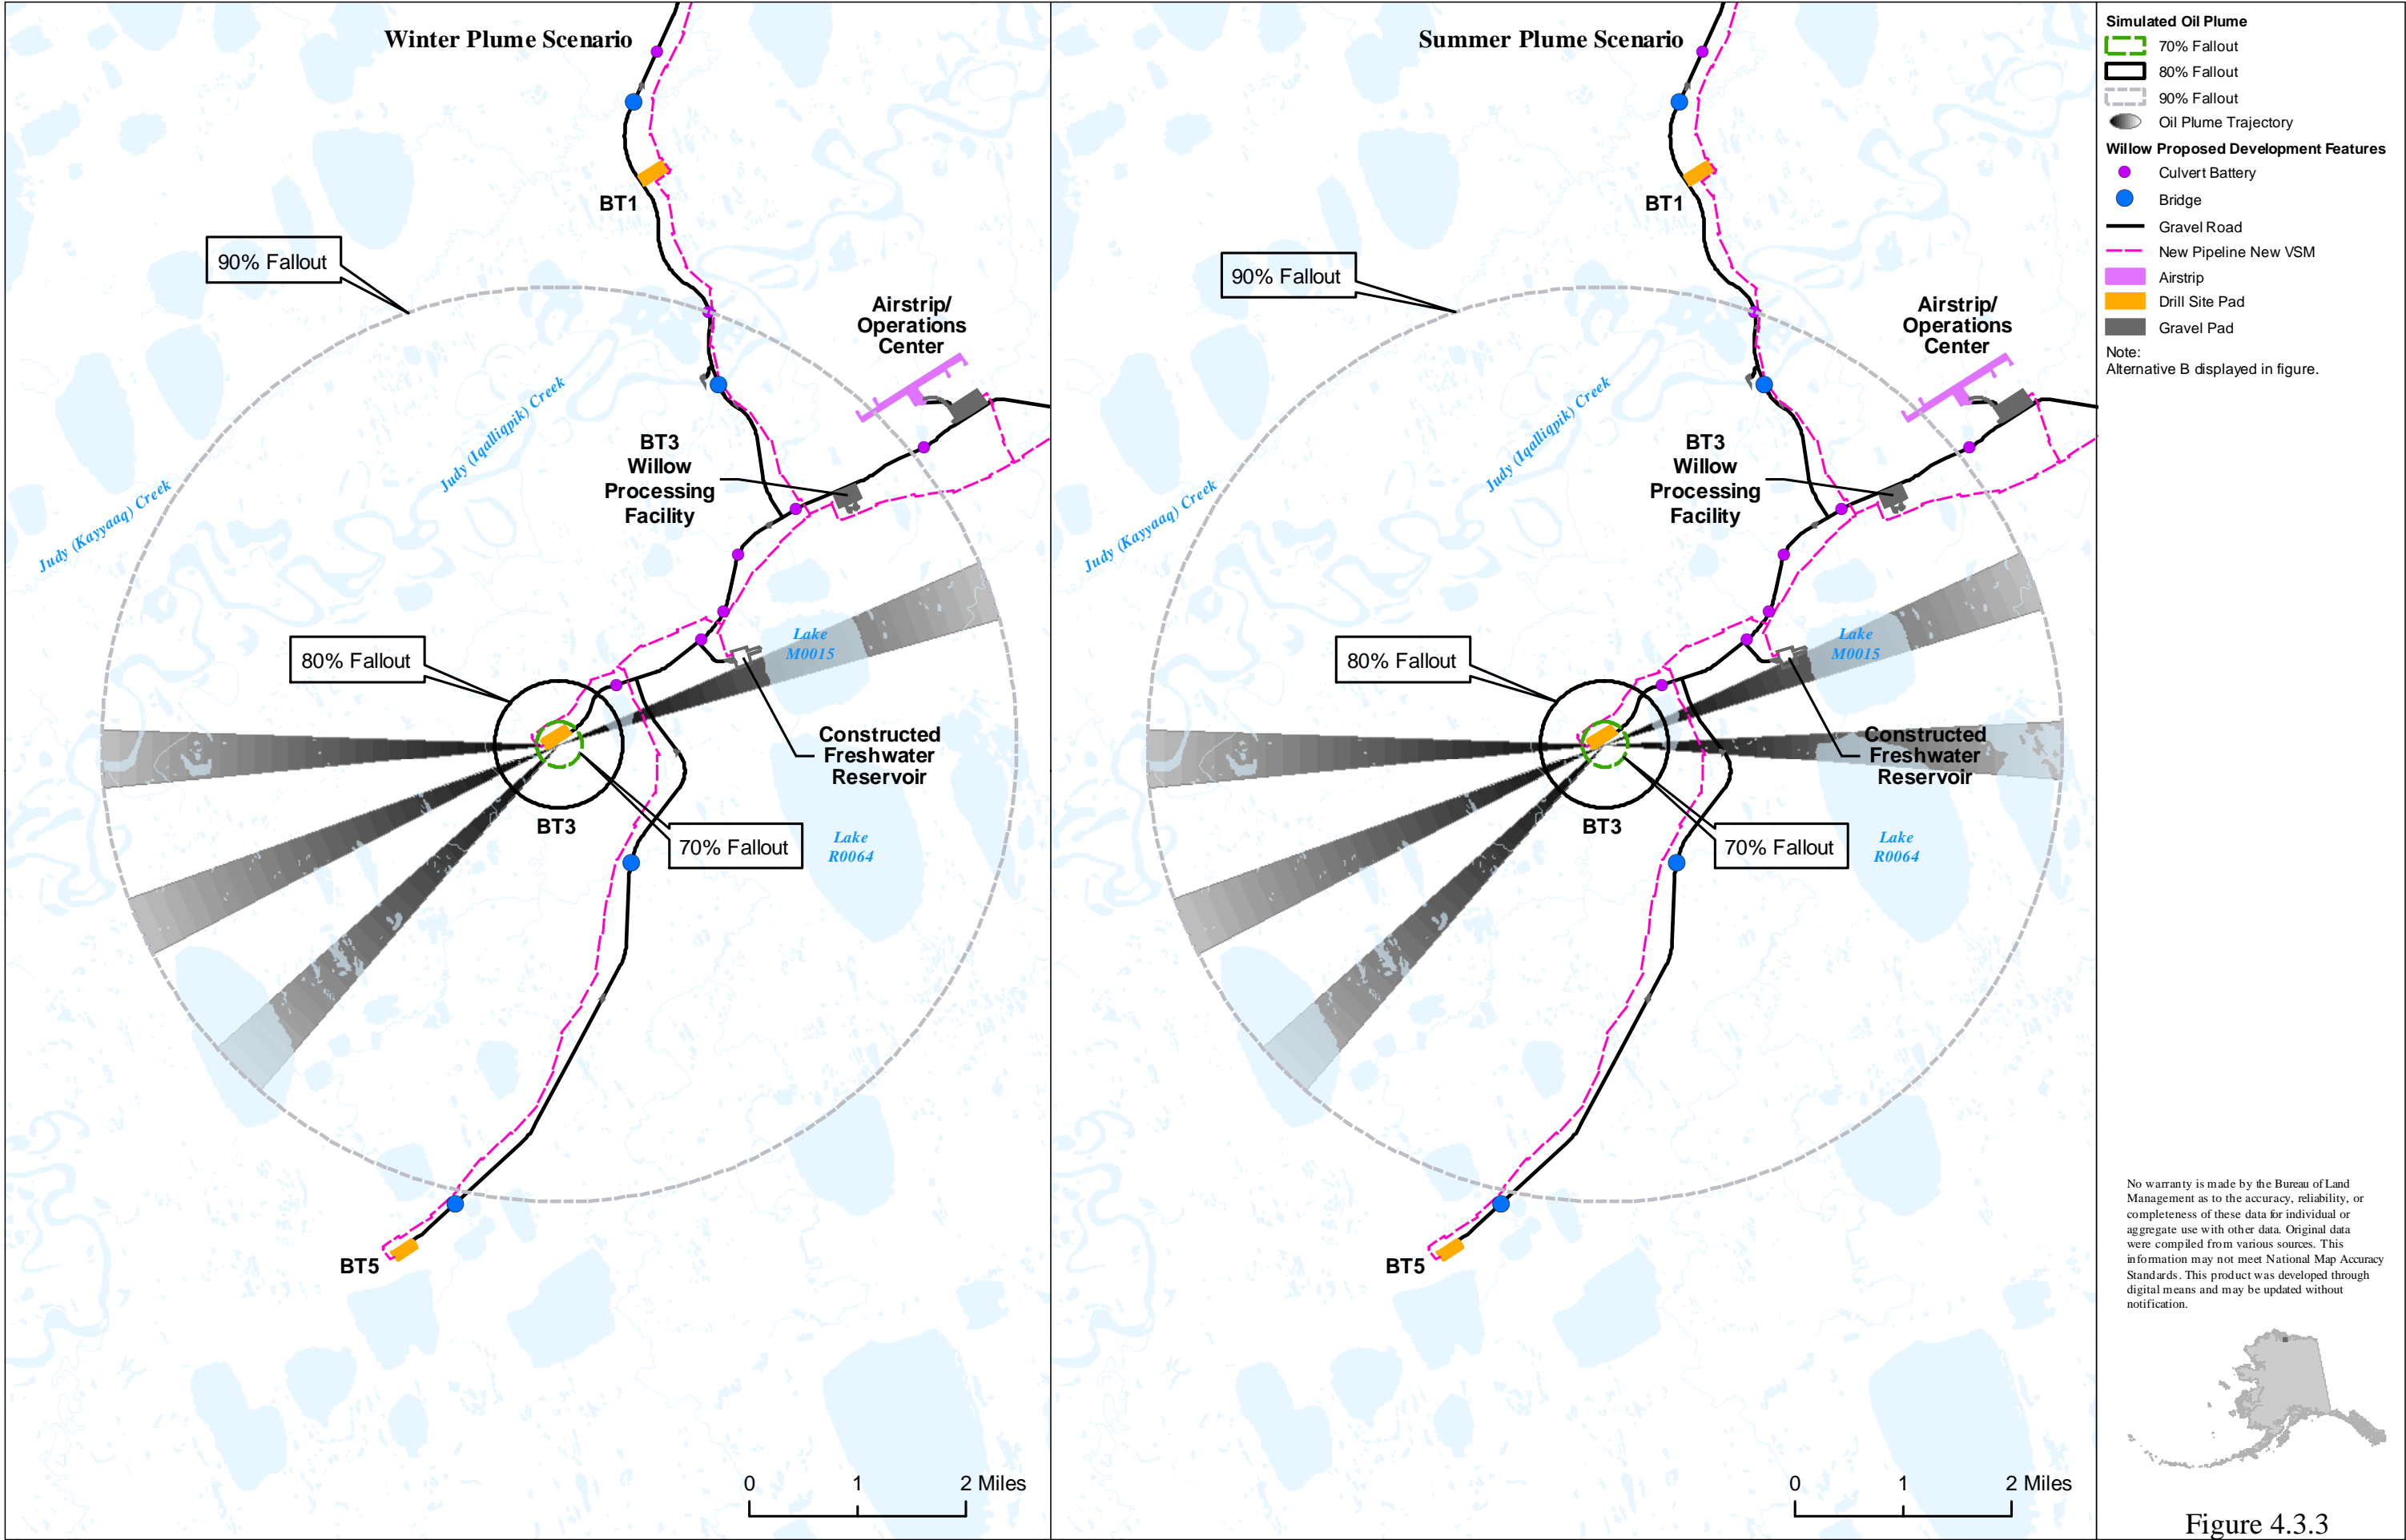 Winter Plume Scenario
BT1
90% Fallout
Airstrip/
Operations
Center
Judy (Iqalliqpik) Creek
Judy (Kayyaaq) Creek
BT3
Willow
Processing
Facility
Lake
M0015
80% Fallout
Constructed
Freshwater
Reservoir
BT3
70% Fallout
Lake
R0064
BT5
0 1 2 Miles
Summer Plume Scenario
BT1
90% Fallout
Airstrip/
Operations
Center
Judy (Iqalliqpik) Creek
Judy (Kayyaaq) Creek
BT3
Willow
Processing
Facility
Lake
M0015
80% Fallout
Constructed
Freshwater
Reservoir
BT3
70% Fallout
Lake
R0064
BT5
0 1 2 Miles
Simulated Oil Plume
70% Fallout
80% Fallout
90% Fallout
Oil Plume Trajectory
Willow Proposed Development Features
Culvert Battery
Bridge
Gravel Road
New Pipeline New VSM
Airstrip
Drill Site Pad
Gravel Pad
Note:
Alternative B displayed in figure.
No warranty is made by the Bureau of Land
Management as to the accuracy, reliability, or
completeness of these data for individual or
aggregate use with other data. Original data
were compiled from various sources. This
information may not meet National Map Accuracy
Standards. This product was developed through
digital means and may be updated without
notification.
Figure 4.3.3